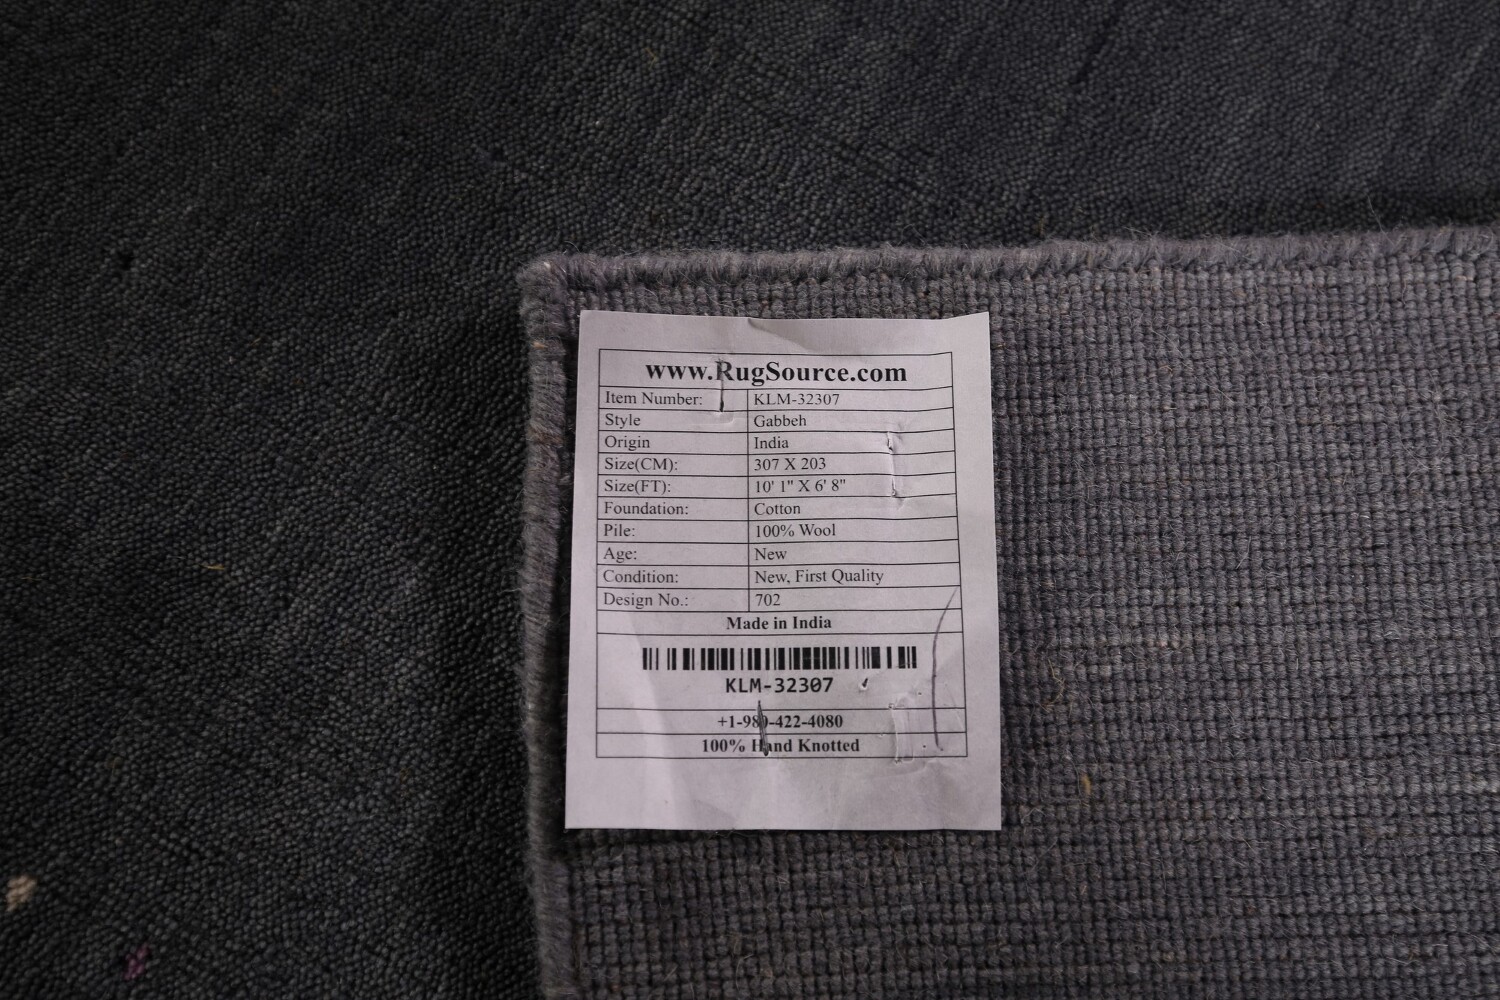 www.RugSource.com
Item Number: KLM-32307
Style Gabbeh
Origin India
Size(CM): 307 X 203
Size(FT): 10' 1" X 6' 8"
Foundation: Cotton
Pile: 100% Wool
Age: New
Condition: New, First Quality
Design No.: 702
Made in India
KLM-32307
+1-980-422-4080
100% Hand Knotted